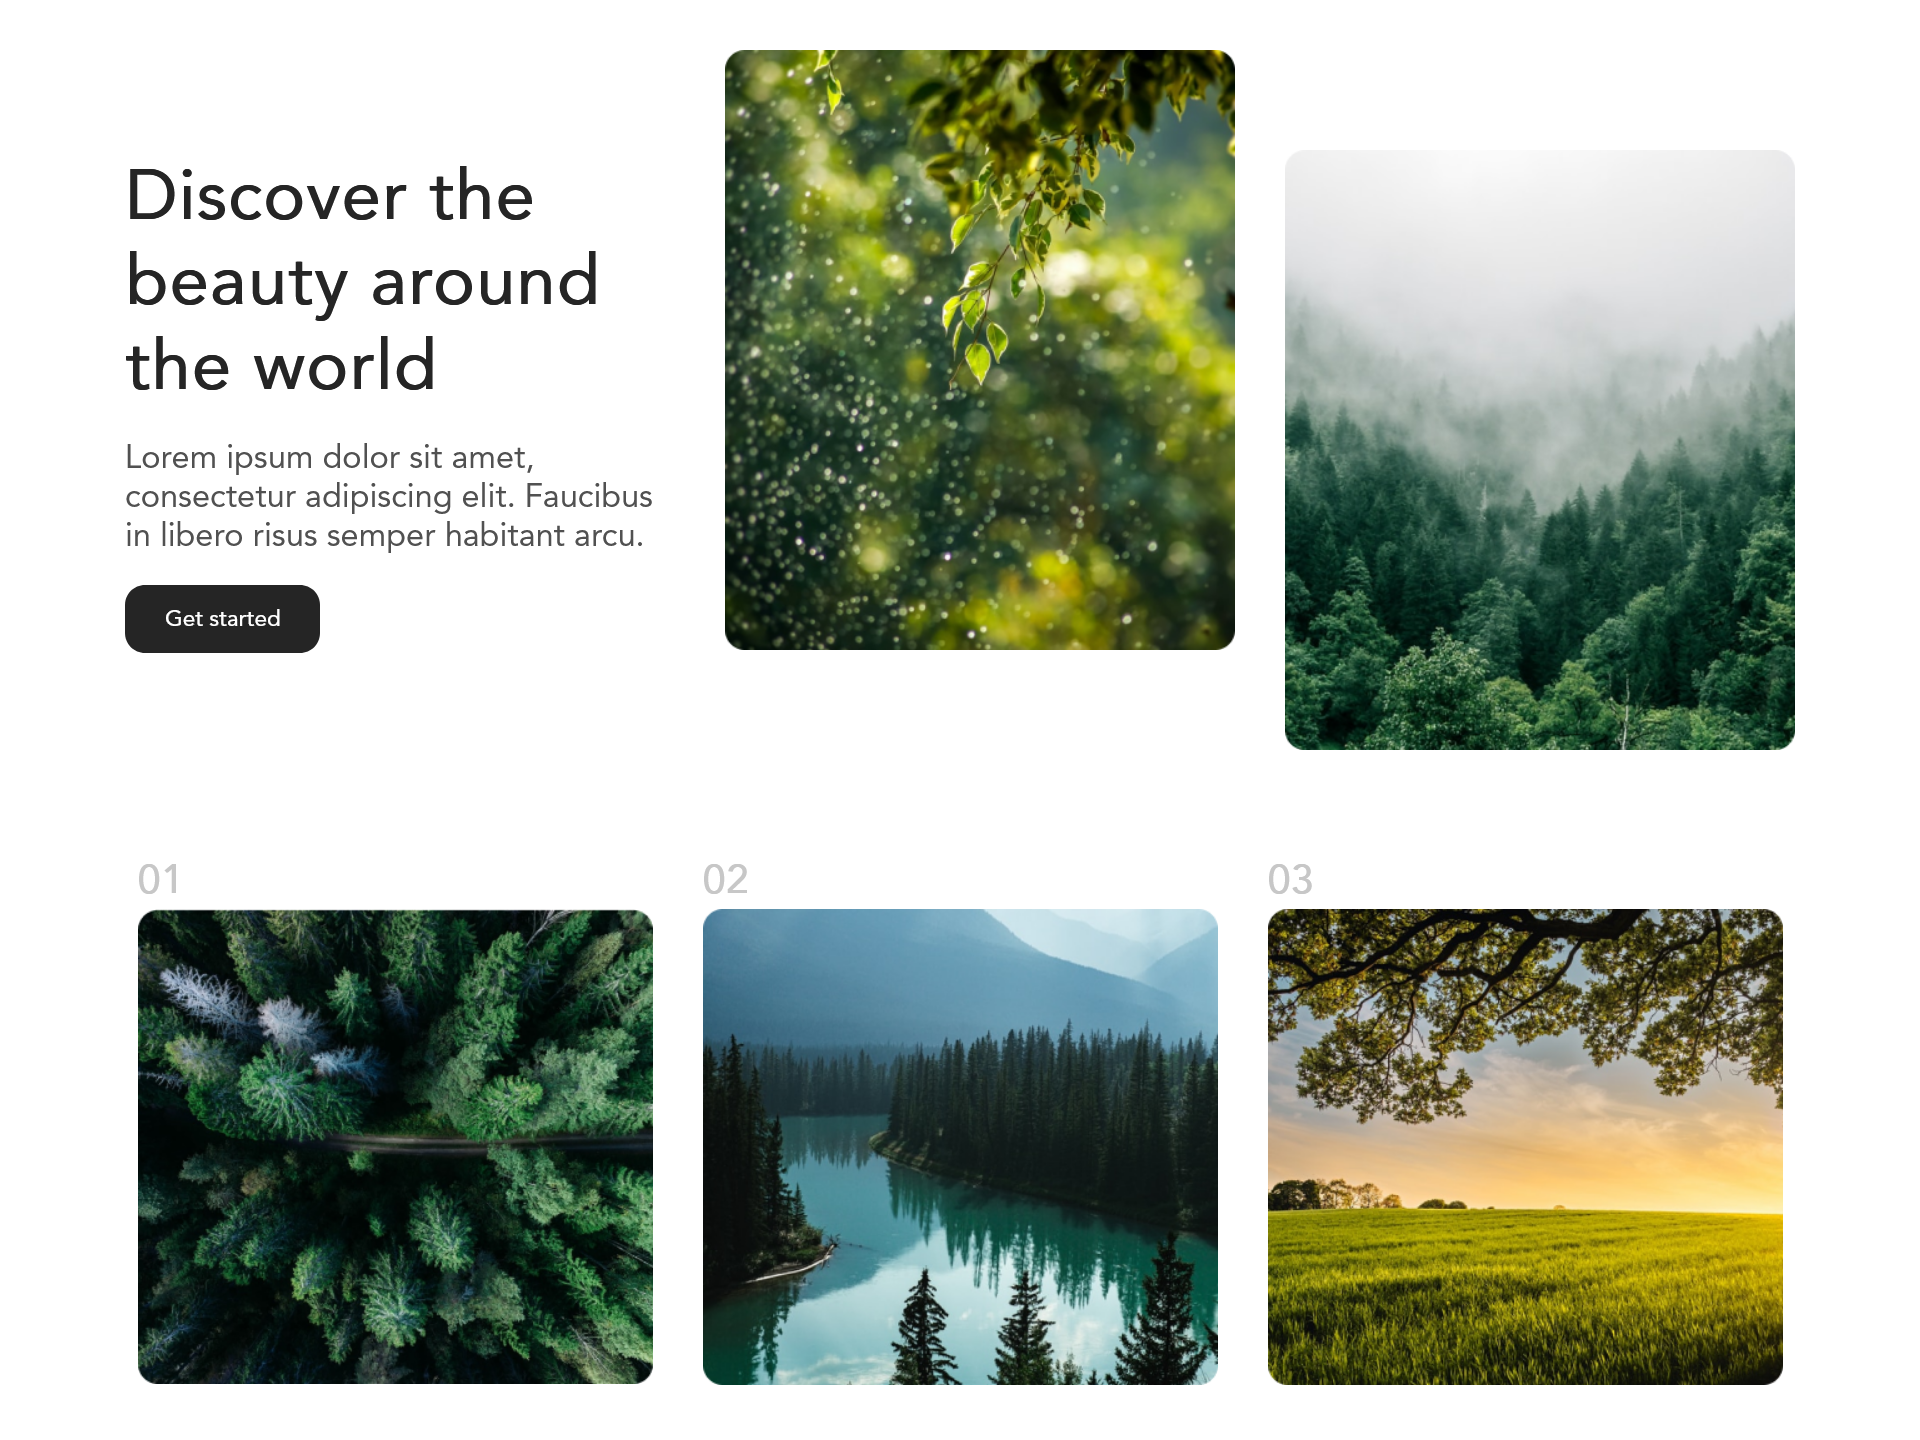 Discover the
beauty around
the world
Lorem ipsum dolor sit amet,
consectetur adipiscing elit. Faucibus
in libero risus semper habitant arcu.
Get started
01
02
03